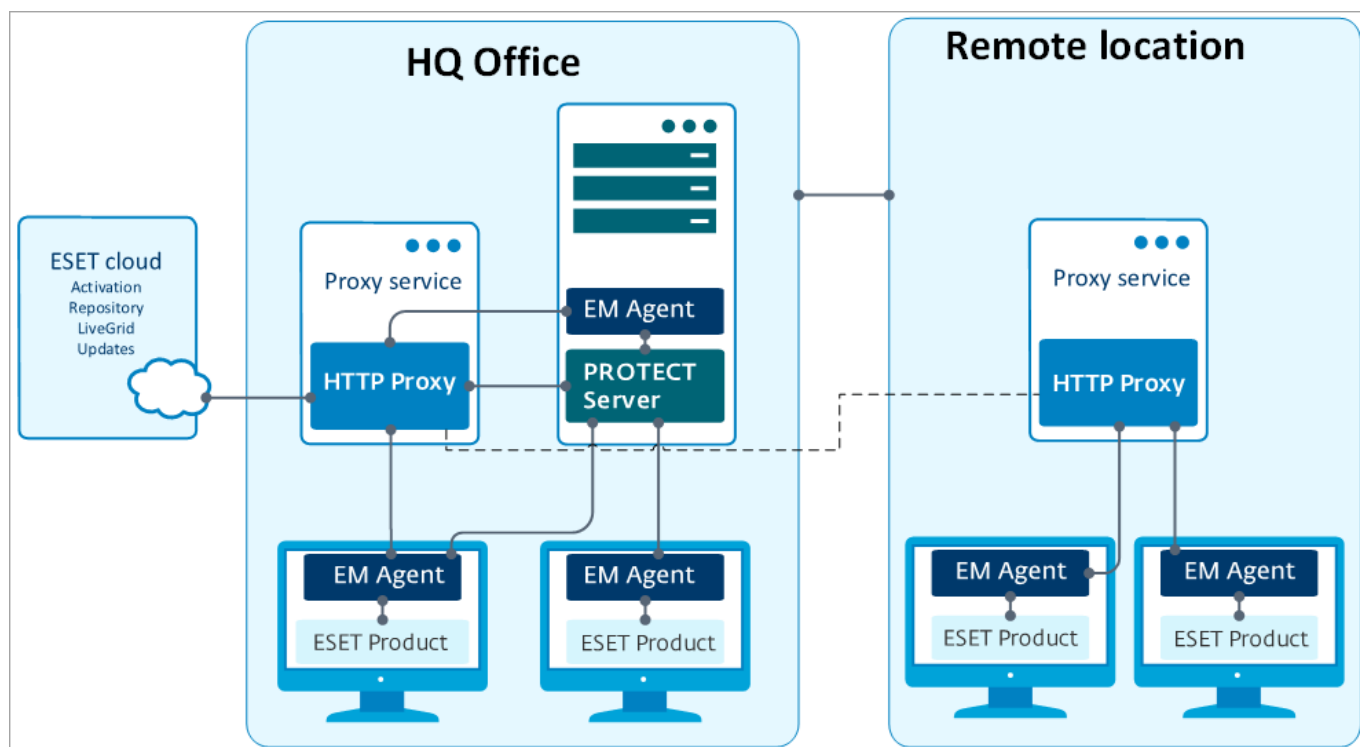 HQ Office
Remote location
ESET cloud
Activation
Repository
LiveGrid
Updates
Proxy service
HTTP Proxy
EM Agent
PROTECT
Server
Proxy service
HTTP Proxy
EM Agent
ESET Product
EM Agent
ESET Product
EM Agent
ESET Product
EM Agent
ESET Product